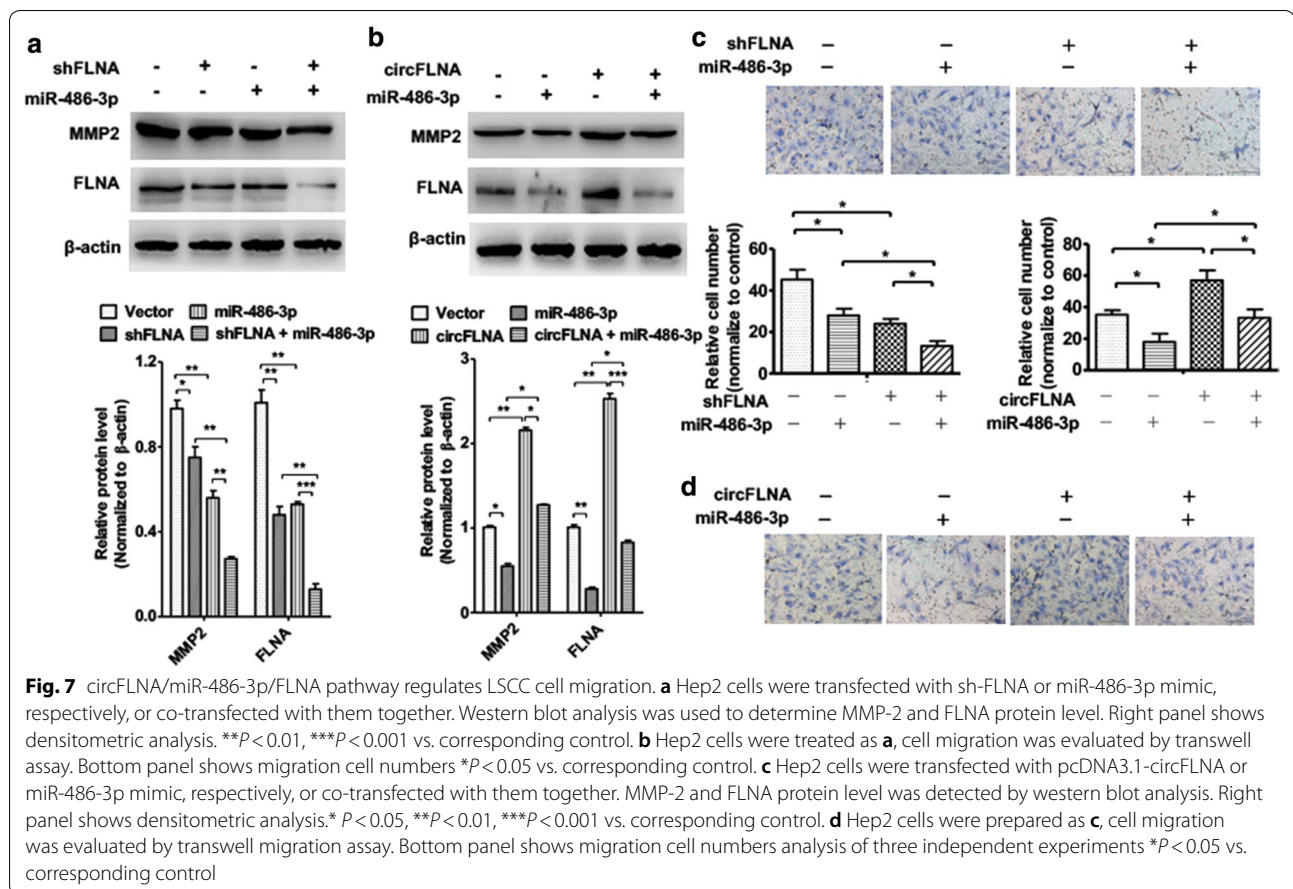 a
shFLNA - + - +
miR-486-3p - - + +
MMP2
FLNA
β-actin
Vector miR-486-3p
shFLNA shFLNA + miR-486-3p
Relative protein level
(Normalized to β-actin)
1.2
0.8
0.4
0.0
** * ** **
** ** ** ***
MMP2 FLNA
b
circFLNA - - + +
miR-486-3p - + - +
MMP2
FLNA
β-actin
Vector miR-486-3p
circFLNA circFLNA + miR-486-3p
Relative protein level
(Normalized to β-actin)
3
2
1
0
** * * *
* ** *** **
MMP2 FLNA
c
shFLNA − − + +
miR-486-3p − + − +
Relative cell number
(normalize to control)
60
40
20
0
* * * *
shFLNA − − + +
miR-486-3p − + − +
Relative cell number
(normalize to control)
80
60
40
20
0
* * * *
circFLNA − − + +
miR-486-3p − + − +
d
circFLNA − − + +
miR-486-3p − + − +
Fig. 7 circFLNA/miR-486-3p/FLNA pathway regulates LSCC cell migration. a Hep2 cells were transfected with sh-FLNA or miR-486-3p mimic,
respectively, or co-transfected with them together. Western blot analysis was used to determine MMP-2 and FLNA protein level. Right panel shows
densitometric analysis. **P < 0.01, ***P < 0.001 vs. corresponding control. b Hep2 cells were treated as a, cell migration was evaluated by transwell
assay. Bottom panel shows migration cell numbers *P < 0.05 vs. corresponding control. c Hep2 cells were transfected with pcDNA3.1-circFLNA or
miR-486-3p mimic, respectively, or co-transfected with them together. MMP-2 and FLNA protein level was detected by western blot analysis. Right
panel shows densitometric analysis.* P < 0.05, **P < 0.01, ***P < 0.001 vs. corresponding control. d Hep2 cells were prepared as c, cell migration
was evaluated by transwell migration assay. Bottom panel shows migration cell numbers analysis of three independent experiments *P < 0.05 vs.
corresponding control